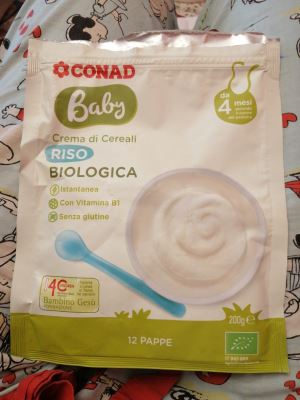 CONAD
Baby
da
4 mesi
Crema di Cereali
RISO
BIOLOGICA
Istantanea
Con Vitamina B1
Senza glutine
Bambino Gesù
200g
12 PAPPE